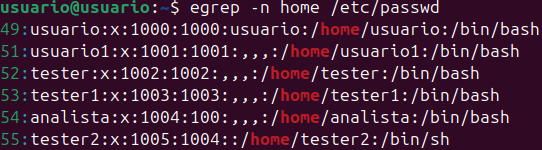 usuario@usuario:~$ egrep -n home /etc/passwd
49:usuario:x:1000:1000:usuario:/home/usuario:/bin/bash
51:usuario1:x:1001:1001:,,,:/home/usuario1:/bin/bash
52:tester:x:1002:1002:,,,:/home/tester:/bin/bash
53:tester1:x:1003:1003:,,,:/home/tester1:/bin/bash
54:analista:x:1004:100:,,,:/home/analista:/bin/bash
55:tester2:x:1005:1004::/home/tester2:/bin/sh